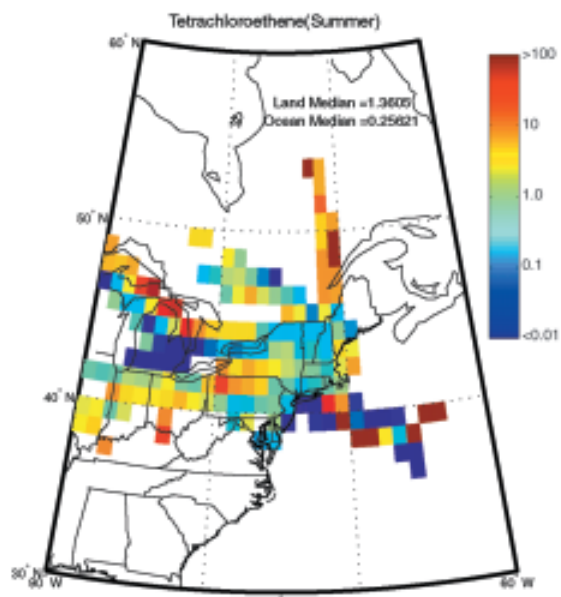 Tetrachloroethene(Summer)
60° N
>100
Land Median =1.3605
Ocean Median =0.25621
10
1.0
50° N
0.1
<0.01
40° N
30° N
60 W